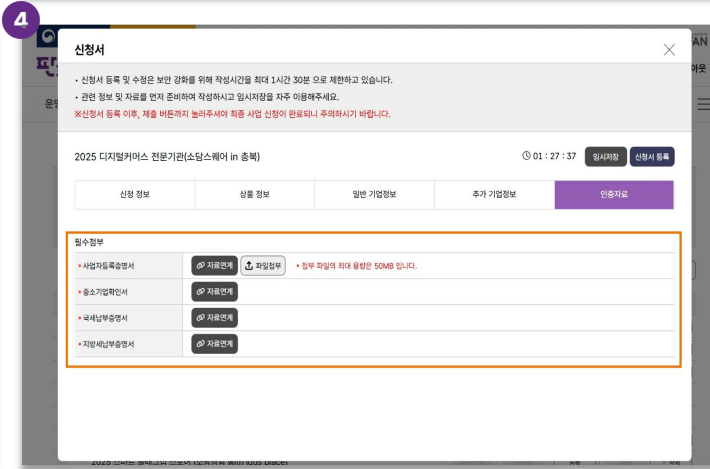 4
신청서
아웃
• 신청서 등록 및 수정은 보안 강화를 위해 작성시간을 최대 1시간 30분 으로 제한하고 있습니다.
• 관련 정보 및 자료를 먼저 준비하여 작성하시고 임시저장을 자주 이용해주세요.
※신청서 등록 이후, 제출 버튼까지 눌러주셔야 최종 사업 신청이 완료되니 주의하시기 바랍니다.
2025 디지털커머스 전문기관(소담스퀘어 in 충북) 01 : 27 : 37 임시저장 신청서 등록
신청 정보 상품 정보 일반 기업정보 추가 기업정보 인증자료
필수첨부
* 사업자등록증명서 자료연계 파일첨부 * 첨부 파일의 최대 용량은 50MB 입니다.
* 중소기업확인서 자료연계
* 국세납부증명서 자료연계
* 지방세납부증명서 자료연계